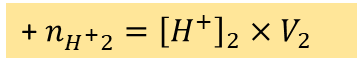 + n_{H^+2} = [H^+]_2 × V_2